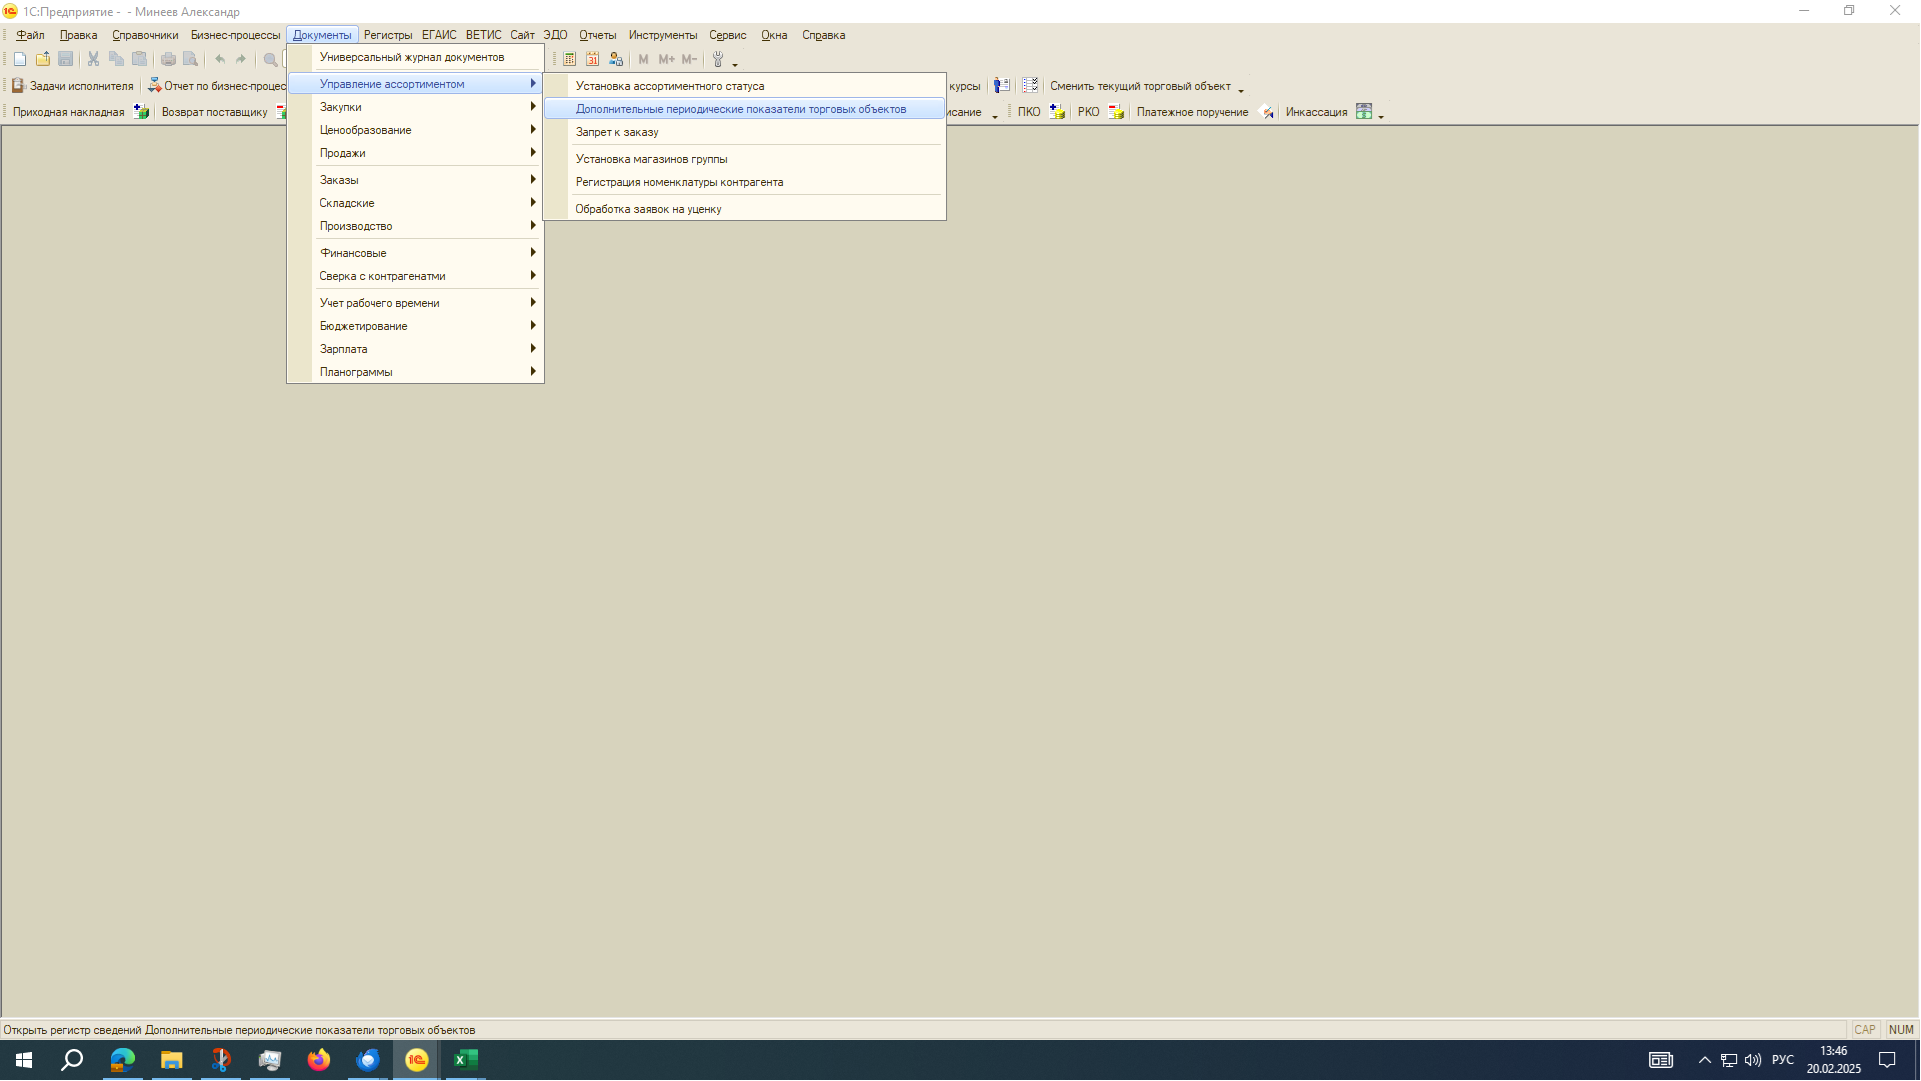 1С:Предприятие - - Минеев Александр
Файл Правка Справочники Бизнес-процессы Документы Регистры ЕГАИС ВЕТИС Сайт ЭДО Отчеты Инструменты Сервис Окна Справка
Универсальный журнал документов
M M+ M-
Задачи исполнителя Отчет по бизнес-процес
Управление ассортиментом
Установка ассортиментного статуса
курсы Сменить текущий торговый объект
Приходная накладная Возврат поставщику
Закупки
Дополнительные периодические показатели торговых объектов
исание ПКО РКО Платежное поручение Инкассация
Ценообразование
Запрет к заказу
Продажи
Установка магазинов группы
Заказы
Регистрация номенклатуры контрагента
Складские
Обработка заявок на уценку
Производство
Финансовые
Сверка с контрагенатми
Учет рабочего времени
Бюджетирование
Зарплата
Планограммы
Открыть регистр сведений Дополнительные периодические показатели торговых объектов
CAP NUM
РУС
13:46
20.02.2025